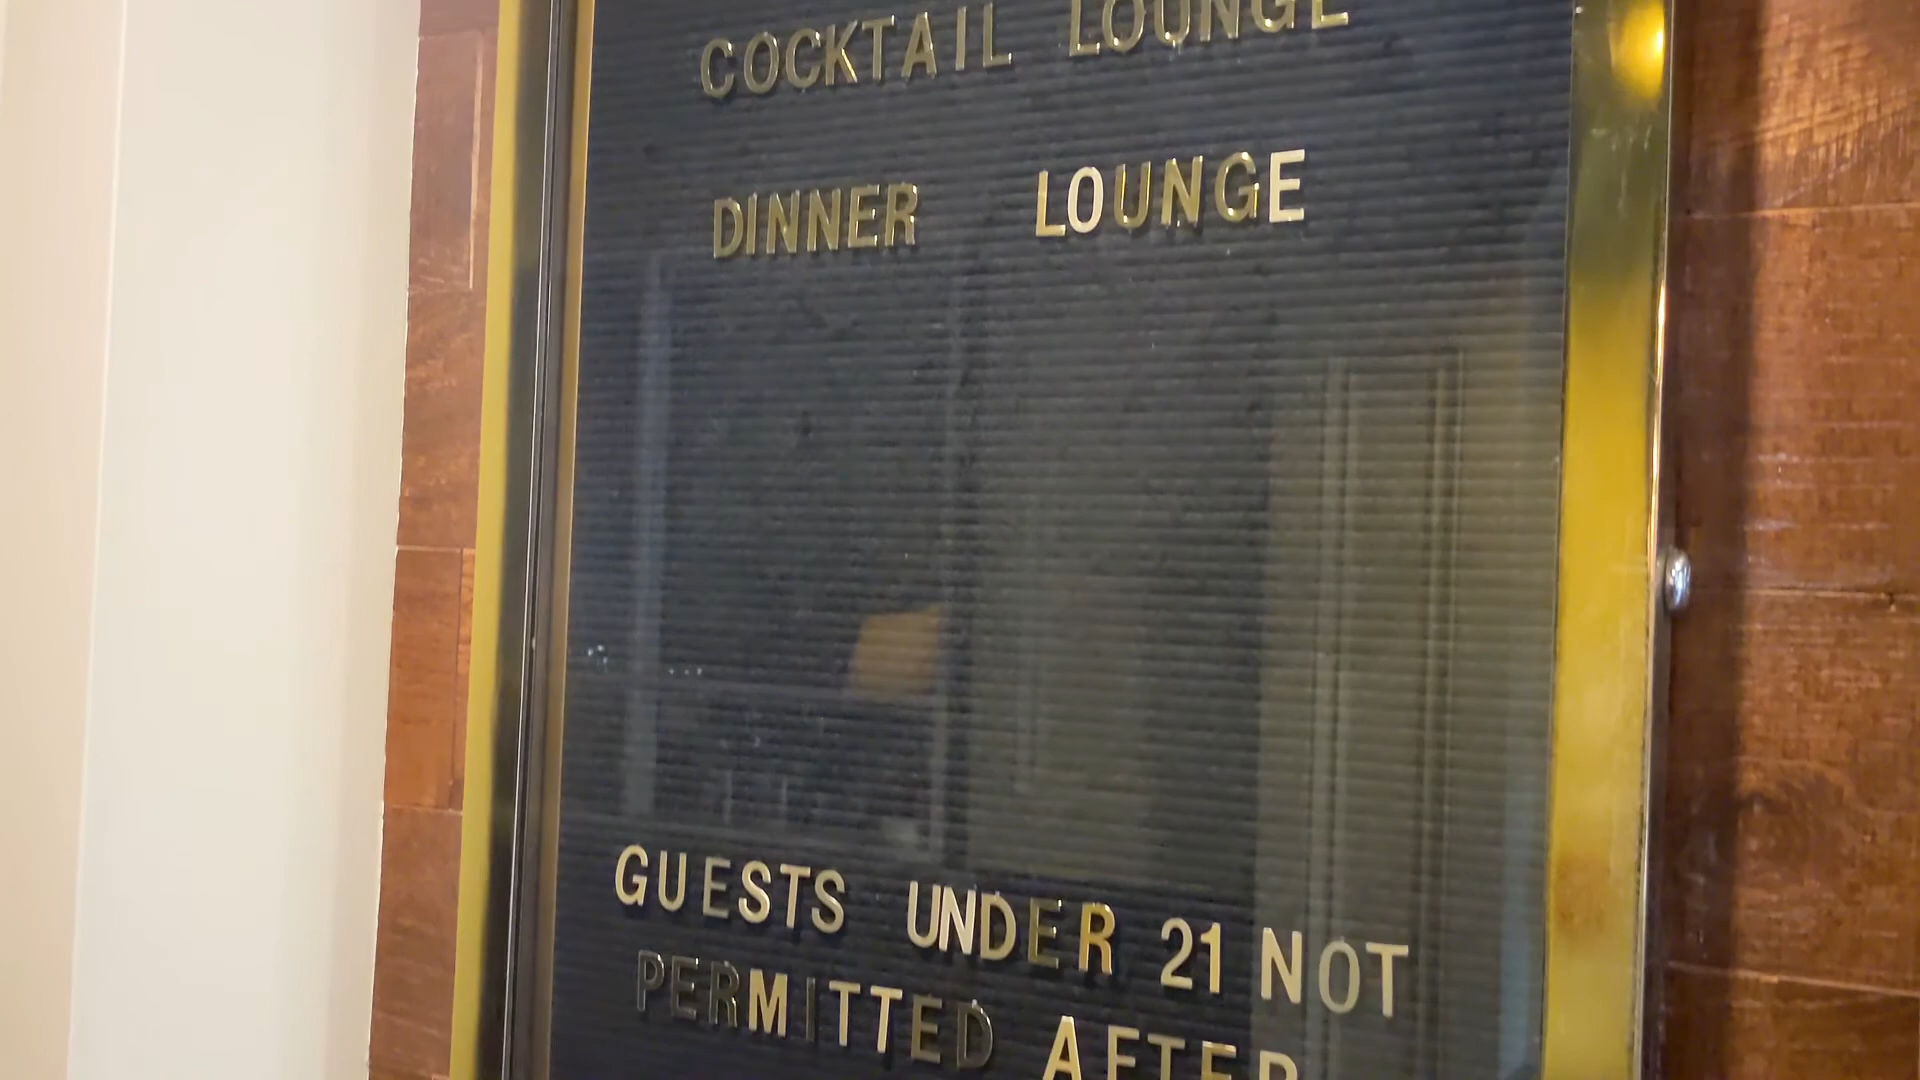 COCKTAIL LOUNGE
DINNER LOUNGE
GUESTS UNDER 21 NOT
PERMITTED AFTER